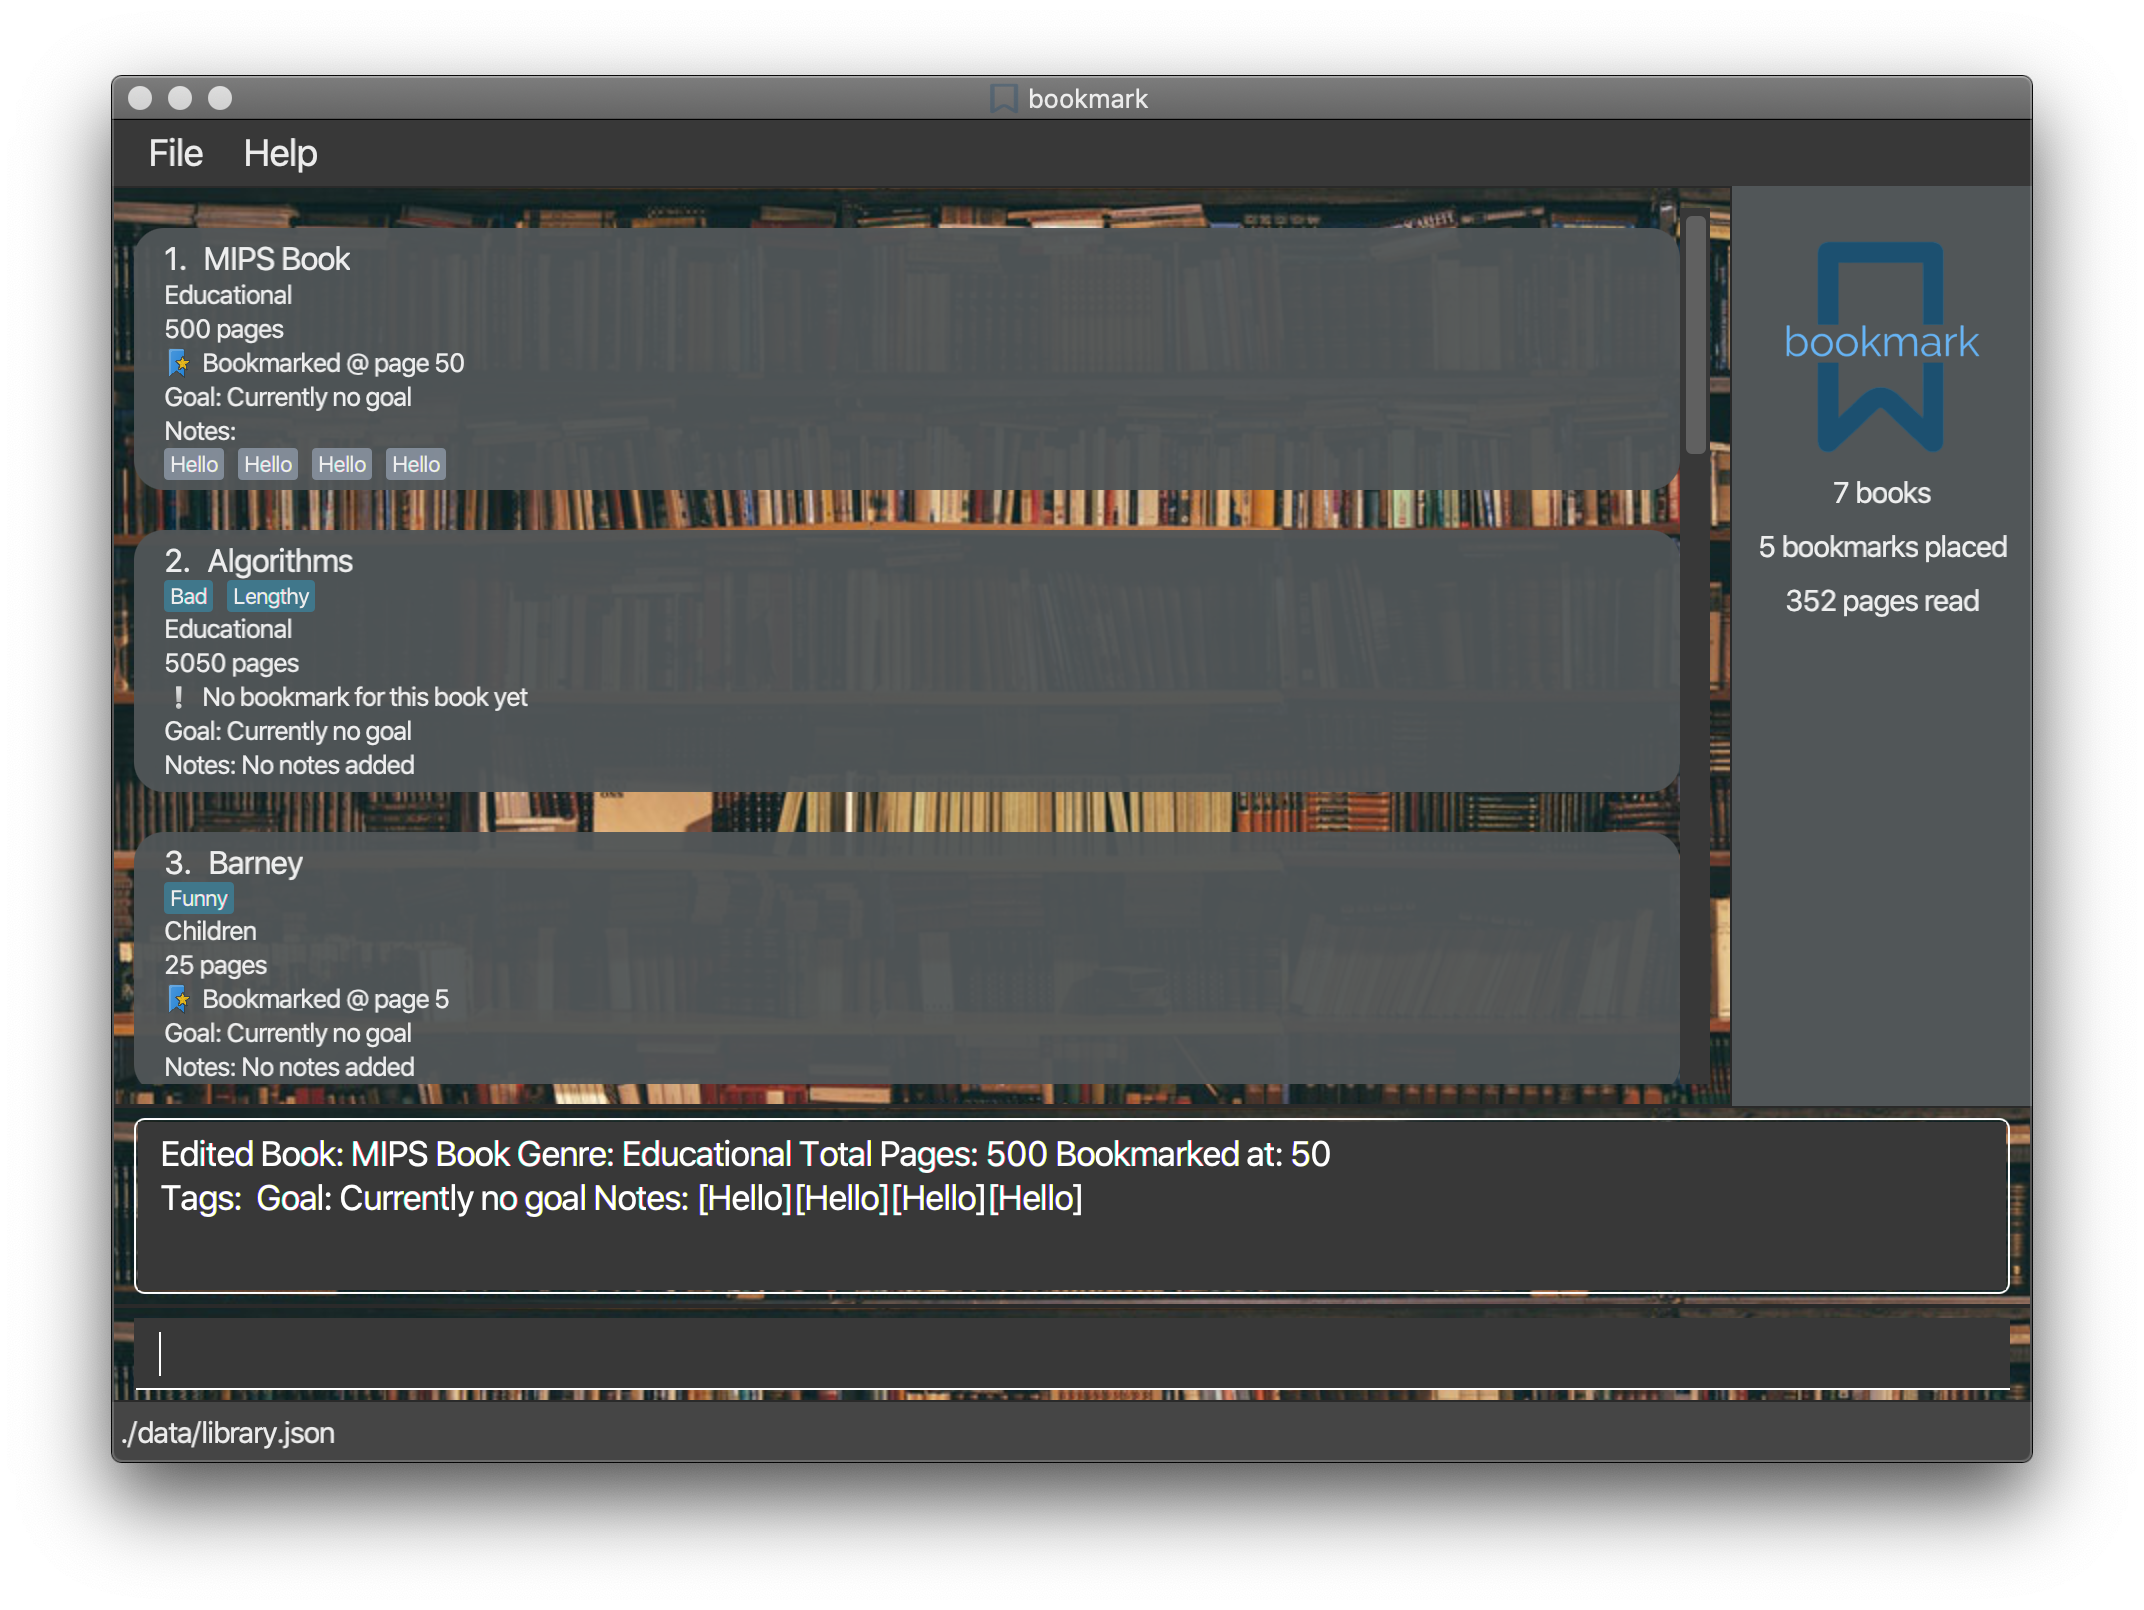 bookmark
File Help
1. MIPS Book
Educational
500 pages
Bookmarked @ page 50
Goal: Currently no goal
Notes:
Hello Hello Hello Hello
2. Algorithms
Bad Lengthy
Educational
5050 pages
No bookmark for this book yet
Goal: Currently no goal
Notes: No notes added
3. Barney
Funny
Children
25 pages
Bookmarked @ page 5
Goal: Currently no goal
Notes: No notes added
bookmark
7 books
5 bookmarks placed
352 pages read
Edited Book: MIPS Book Genre: Educational Total Pages: 500 Bookmarked at: 50
Tags:  Goal: Currently no goal Notes: [Hello][Hello][Hello][Hello]
./data/library.json